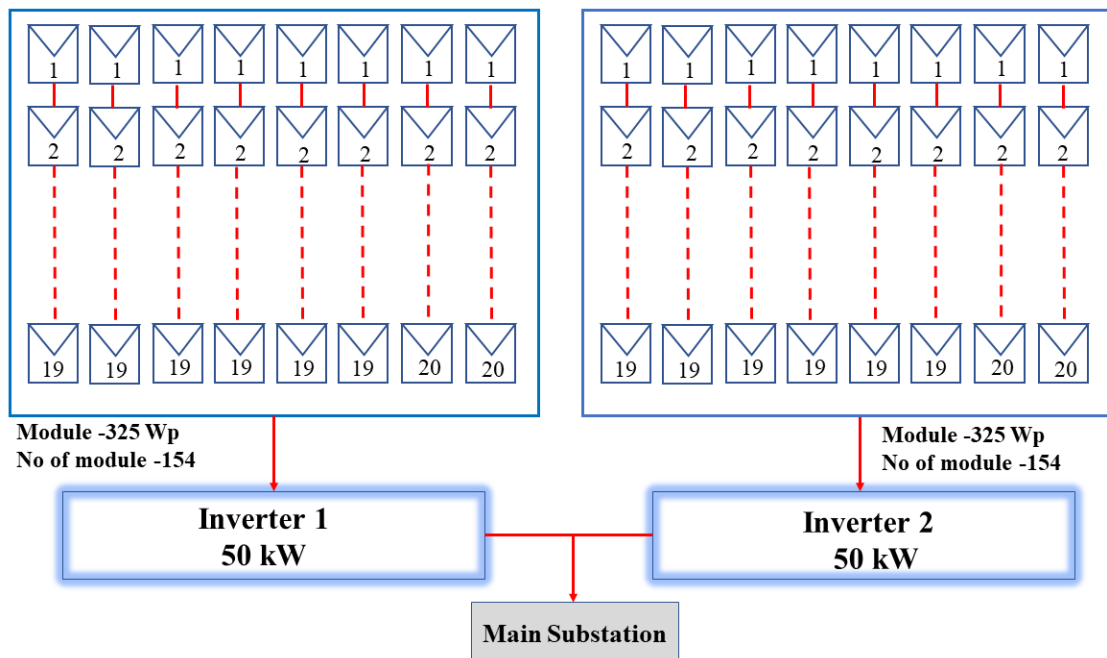 1 1 1 1 1 1 1 1
1 1 1 1 1 1 1 1
2 2 2 2 2 2 2 2
2 2 2 2 2 2 2 2
19 19 19 19 19 19 20 20
19 19 19 19 19 19 20 20
Module -325 Wp
No of module -154
Module -325 Wp
No of module -154
Inverter 1
50 kW
Inverter 2
50 kW
Main Substation